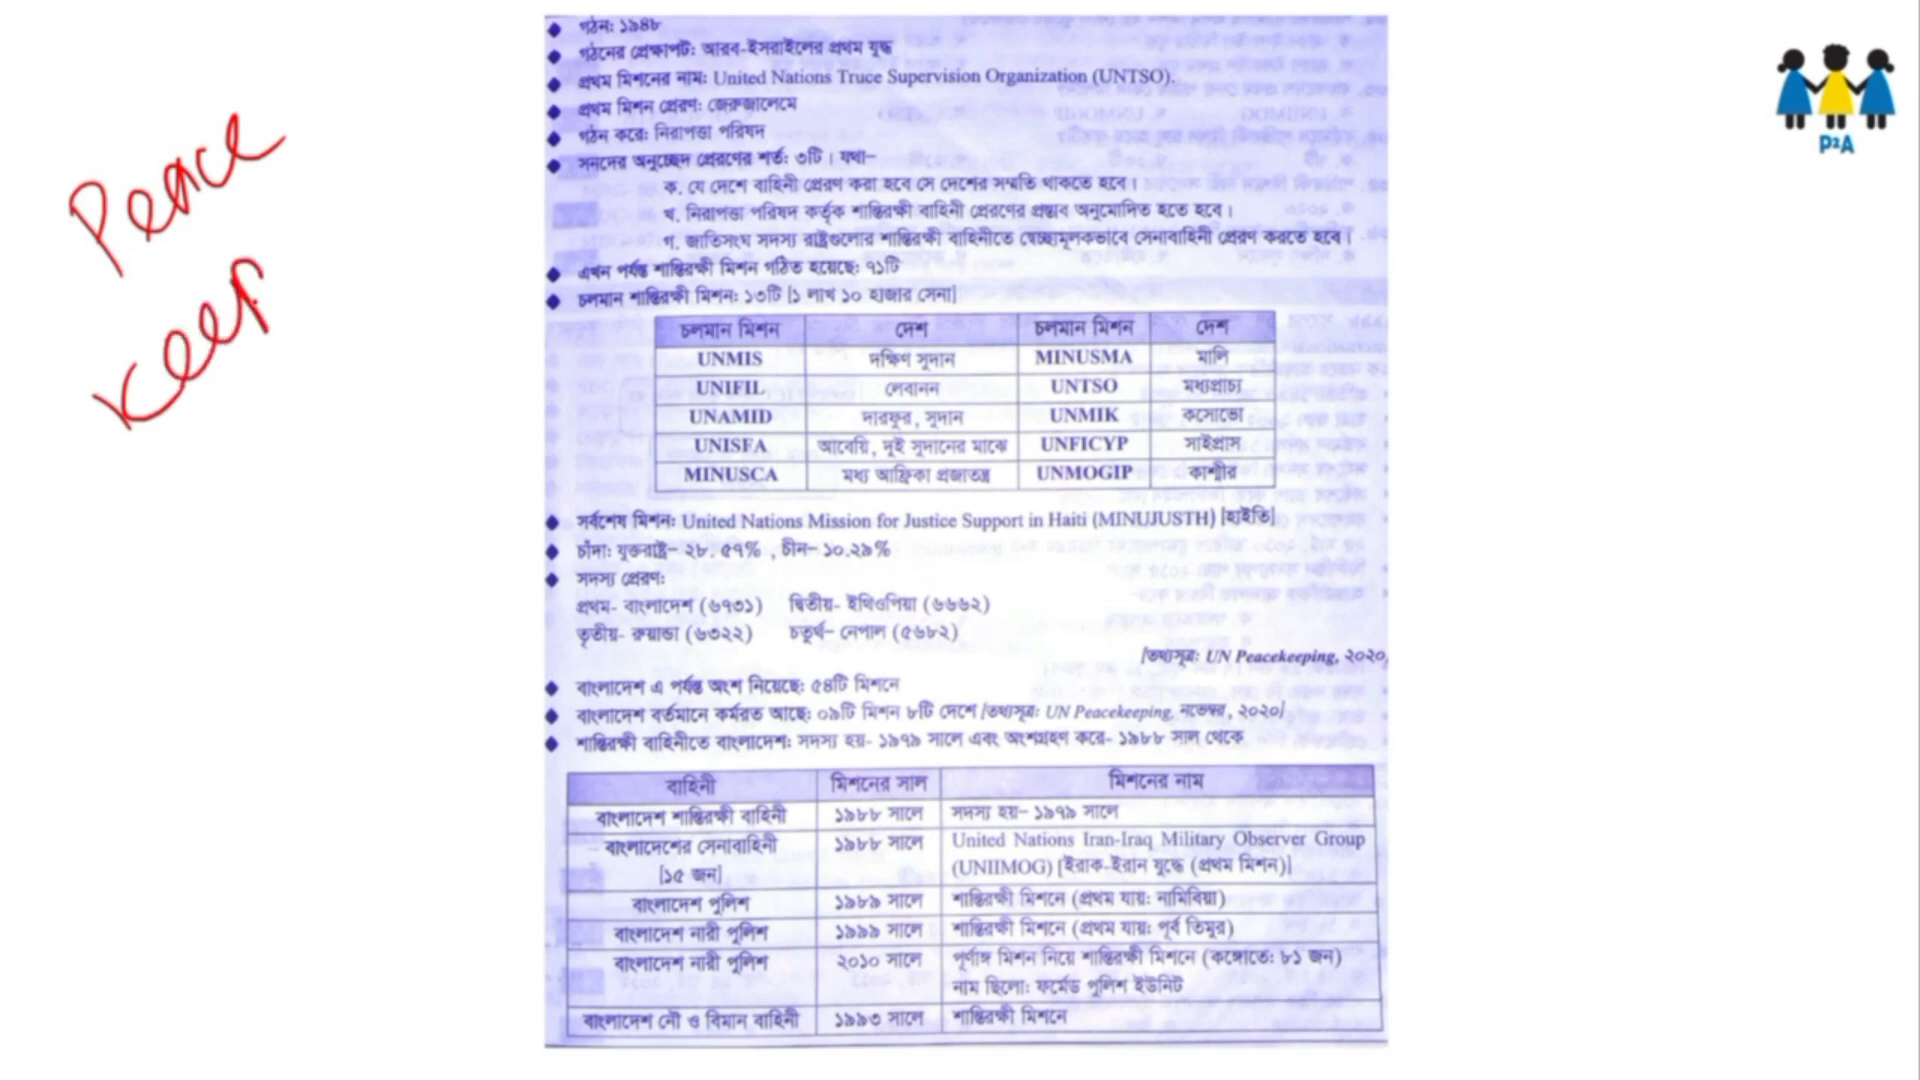 Peace
Keep
P²A
গঠন: ১৯৪৮
গঠনের প্রেক্ষাপট: আরব-ইসরাইলের প্রথম যুদ্ধ
প্রথম মিশনের নাম: United Nations Truce Supervision Organization (UNTSO).
প্রথম মিশন প্রেরণ: জেরুজালেমে
গঠন করে: নিরাপত্তা পরিষদ
সনদের অনুচ্ছেদ প্রেরণের শর্ত: ৩টি। যথা–
ক. যে দেশে বাহিনী প্রেরণ করা হবে সে দেশের সম্মতি থাকতে হবে।
খ. নিরাপত্তা পরিষদ কর্তৃক শান্তিরক্ষী বাহিনী প্রেরণের প্রস্তাব অনুমোদিত হতে হবে।
গ. জাতিসংঘ সদস্য রাষ্ট্রগুলোর শান্তিরক্ষী বাহিনীতে স্বেচ্ছামূলকভাবে সেনাবাহিনী প্রেরণ করতে হবে।
এখন পর্যন্ত শান্তিরক্ষী মিশন গঠিত হয়েছে: ৭১টি
চলমান শান্তিরক্ষী মিশন: ১৩টি [১ লাখ ১০ হাজার সেনা]
চলমান মিশন দেশ চলমান মিশন দেশ
UNMIS দক্ষিণ সুদান MINUSMA মালি
UNIFIL লেবানন UNTSO মধ্যপ্রাচ্য
UNAMID দারফুর, সুদান UNMIK কসোভো
UNISFA আবেয়ি, দুই সুদানের মাঝে UNFICYP সাইপ্রাস
MINUSCA মধ্য আফ্রিকা প্রজাতন্ত্র UNMOGIP কাশ্মীর
সর্বশেষ মিশন: United Nations Mission for Justice Support in Haiti (MINUJUSTH) [হাইতি]
চাঁদা: যুক্তরাষ্ট্র– ২৮. ৫৭% , চীন– ১০.২৯%
সদস্য প্রেরণ:
প্রথম- বাংলাদেশ (৬৭৩১) দ্বিতীয়- ইথিওপিয়া (৬৬৬২)
তৃতীয়- রুয়ান্ডা (৬৩২২) চতুর্থ– নেপাল (৫৬৮২)
[তথ্যসূত্র: UN Peacekeeping, ২০২০]
বাংলাদেশ এ পর্যন্ত অংশ নিয়েছে: ৫৪টি মিশনে
বাংলাদেশ বর্তমানে কর্মরত আছে: ০৯টি মিশন ৮টি দেশে [তথ্যসূত্র: UN Peacekeeping, নভেম্বর, ২০২০]
শান্তিরক্ষী বাহিনীতে বাংলাদেশ: সদস্য হয়- ১৯৭৯ সালে এবং অংশগ্রহণ করে- ১৯৮৮ সাল থেকে
বাহিনী মিশনের সাল মিশনের নাম
বাংলাদেশ শান্তিরক্ষী বাহিনী ১৯৮৮ সালে সদস্য হয়– ১৯৭৯ সালে
বাংলাদেশের সেনাবাহিনী ১৯৮৮ সালে United Nations Iran-Iraq Military Observer Group
[১৫ জন] (UNIIMOG) [ইরাক-ইরান যুদ্ধে (প্রথম মিশন)]
বাংলাদেশ পুলিশ ১৯৮৯ সালে শান্তিরক্ষী মিশনে (প্রথম যায়: নামিবিয়া)
বাংলাদেশ নারী পুলিশ ১৯৯৯ সালে শান্তিরক্ষী মিশনে (প্রথম যায়: পূর্ব তিমুর)
বাংলাদেশ নারী পুলিশ ২০১০ সালে পূর্ণাঙ্গ মিশন নিয়ে শান্তিরক্ষী মিশনে (কঙ্গোতে: ৮১ জন)
নাম ছিলো: ফর্মেড পুলিশ ইউনিট
বাংলাদেশ নৌ ও বিমান বাহিনী ১৯৯৩ সালে শান্তিরক্ষী মিশনে